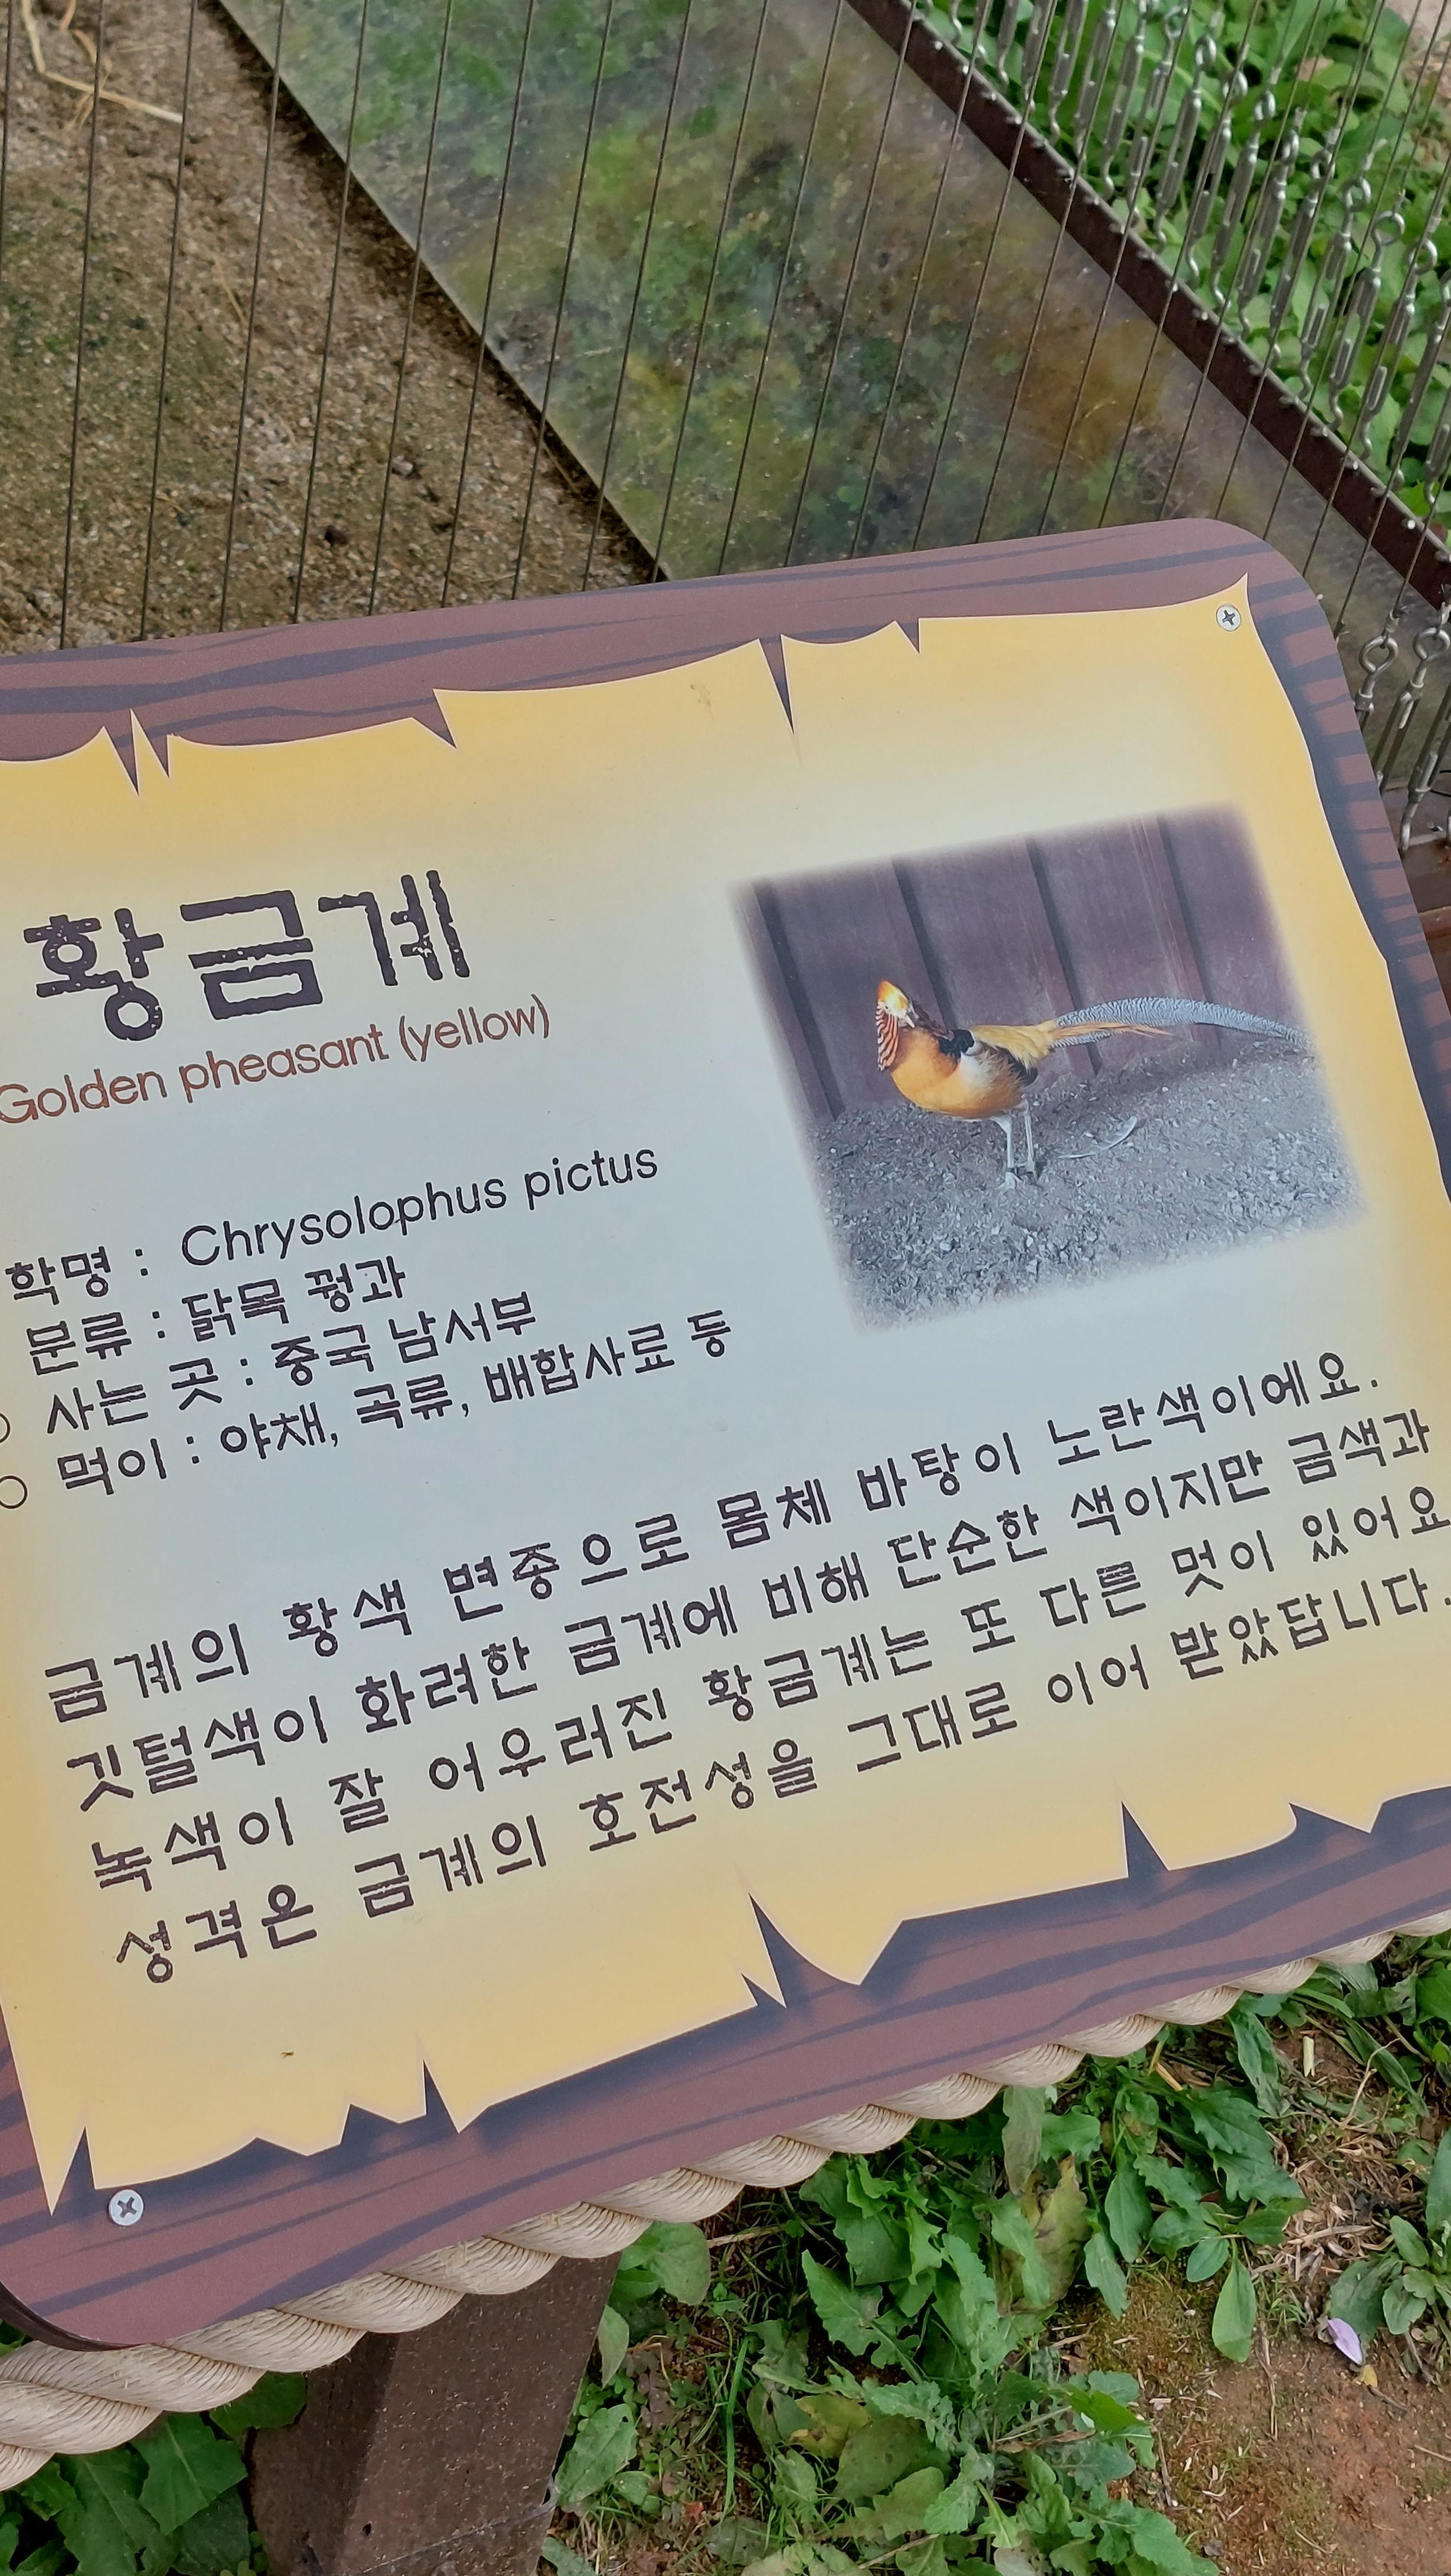 황금계
Golden pheasant (yellow)
학명 : Chrysolophus pictus
분류 : 닭목 꿩과
○ 사는 곳 : 중국 남서부
○ 먹이 : 야채, 곡류, 배합사료 등
금계의 황색 변종으로 몸체 바탕이 노란색이에요.
깃털색이 화려한 금계에 비해 단순한 색이지만 금색과
녹색이 잘 어우러진 황금계는 또 다른 멋이 있어요
성격은 금계의 호전성을 그대로 이어 받았답니다.